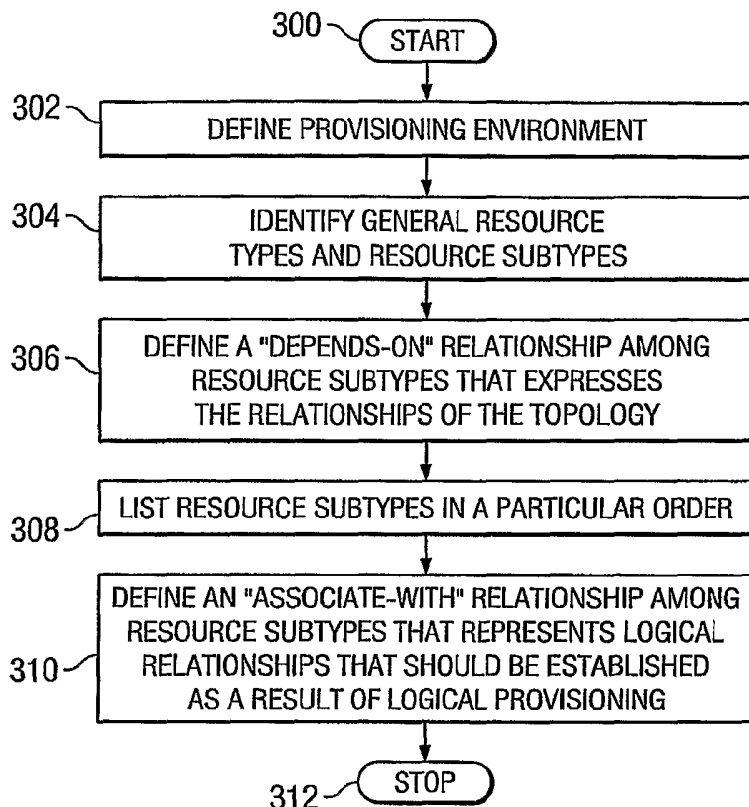 300
START
302
DEFINE PROVISIONING ENVIRONMENT
304
IDENTIFY GENERAL RESOURCE
TYPES AND RESOURCE SUBTYPES
306
DEFINE A "DEPENDS-ON" RELATIONSHIP AMONG
RESOURCE SUBTYPES THAT EXPRESSES
THE RELATIONSHIPS OF THE TOPOLOGY
308
LIST RESOURCE SUBTYPES IN A PARTICULAR ORDER
310
DEFINE AN "ASSOCIATE-WITH" RELATIONSHIP AMONG
RESOURCE SUBTYPES THAT REPRESENTS LOGICAL
RELATIONSHIPS THAT SHOULD BE ESTABLISHED
AS A RESULT OF LOGICAL PROVISIONING
312
STOP